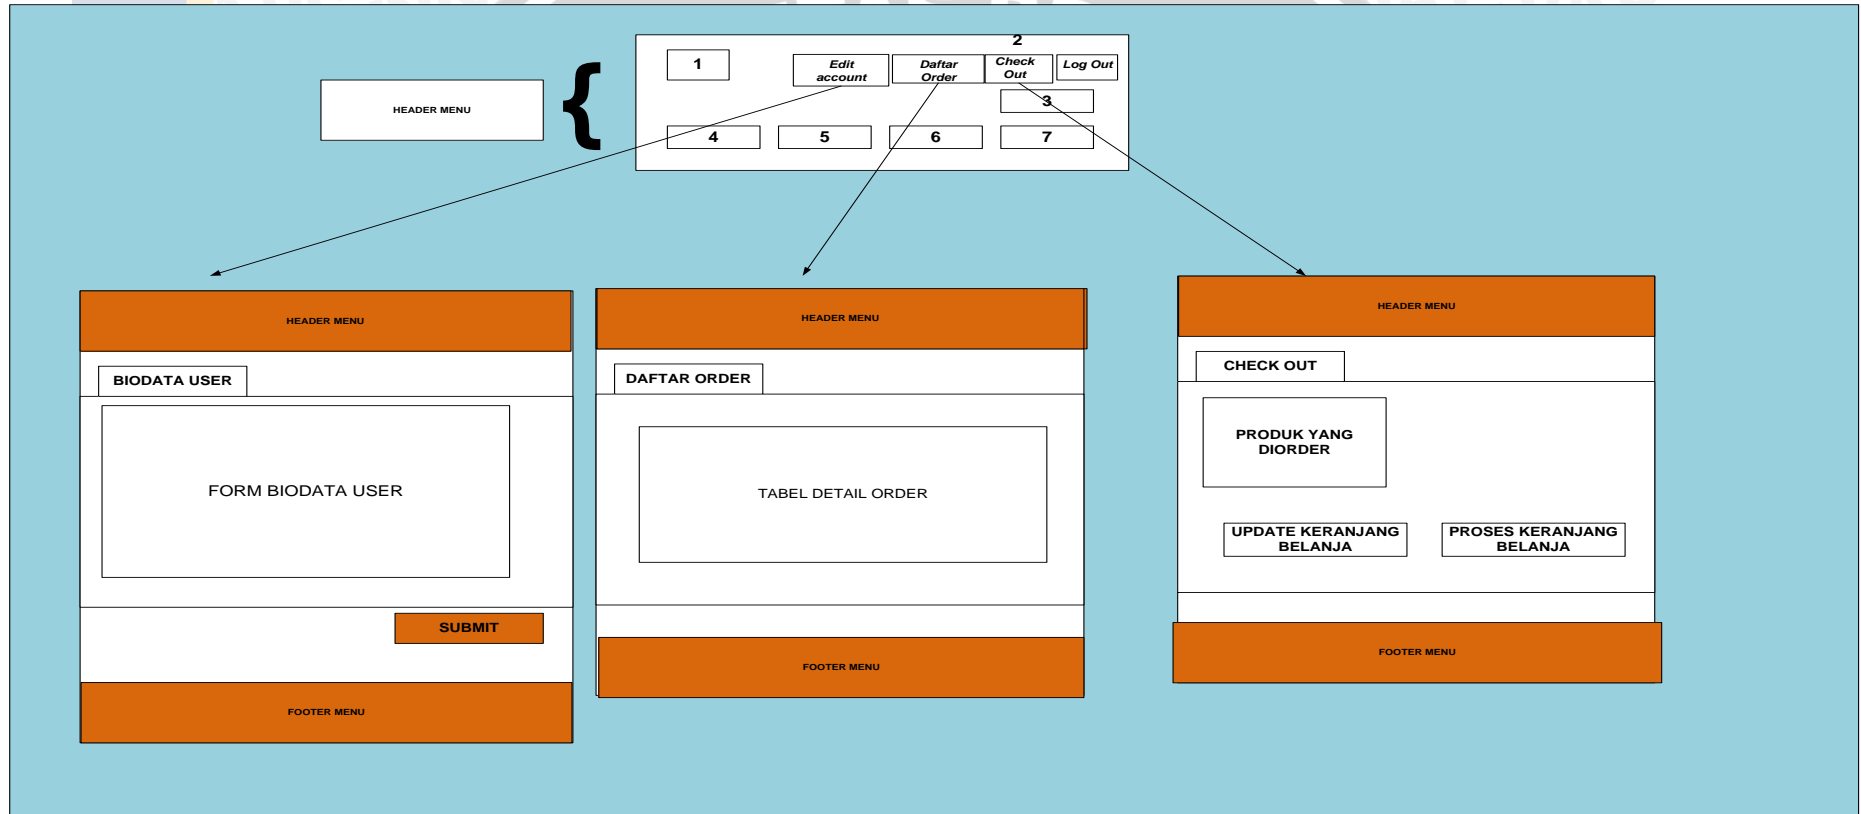 2
1
Edit
account
Daftar
Order
Check
Out
Log Out
HEADER MENU
{
3
4
5
6
7
HEADER MENU
BIODATA USER
FORM BIODATA USER
SUBMIT
FOOTER MENU
HEADER MENU
DAFTAR ORDER
TABEL DETAIL ORDER
FOOTER MENU
HEADER MENU
CHECK OUT
PRODUK YANG
DIORDER
UPDATE KERANJANG
BELANJA
PROSES KERANJANG
BELANJA
FOOTER MENU